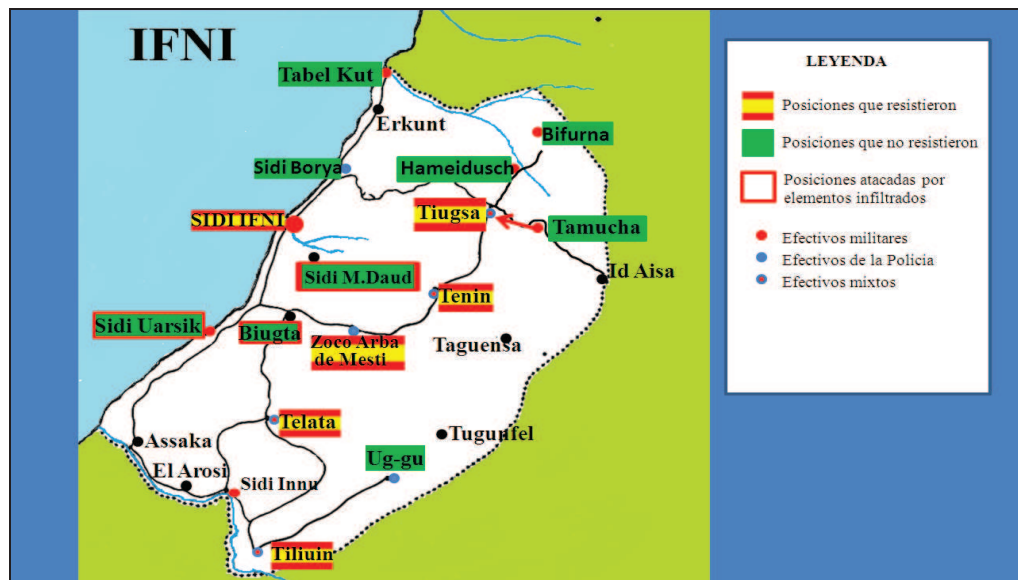 IFNI
Tabel Kut
Erkunt
Bifurna
Sidi Borya
Hameidusch
SIDI IFNI
Tiugsa
Tamucha
Sidi M.Daud
Id Aisa
Tenin
Sidi Uarsik
Biugta
Zoco Arba
de Mesti
Taguensa
Telata
Assaka
Tugunfel
Ug-gu
El Arosi
Sidi Innu
Tiliuin
LEYENDA
Posiciones que resistieron
Posiciones que no resistieron
Posiciones atacadas por
elementos infiltrados
Efectivos militares
Efectivos de la Policia
Efectivos mixtos